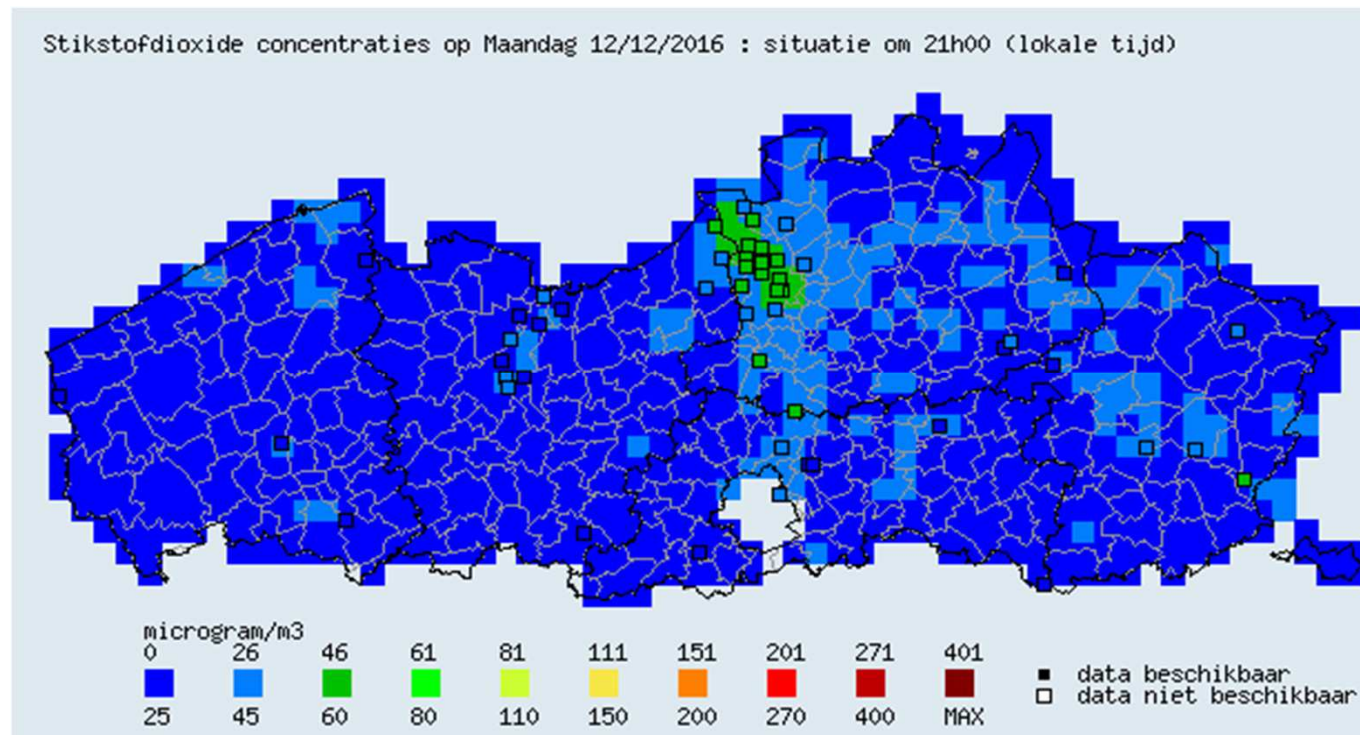 Stikstofdioxide concentraties op Maandag 12/12/2016 : situatie om 21h00 (lokale tijd)
microgram/m3
0 26 46 61 81 111 151 201 271 401
25 45 60 80 110 150 200 270 400 MAX
data beschikbaar
data niet beschikbaar